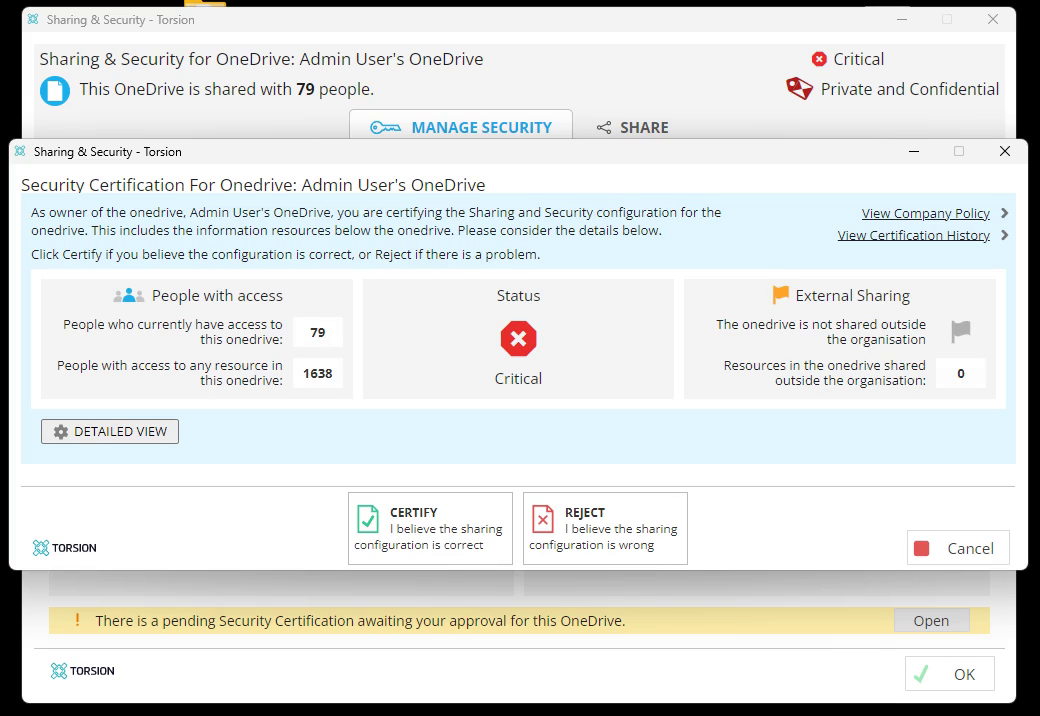 Sharing & Security - Torsion
Sharing & Security for OneDrive: Admin User's OneDrive
Critical
This OneDrive is shared with 79 people.
Private and Confidential
MANAGE SECURITY
SHARE
Sharing & Security - Torsion
Security Certification For Onedrive: Admin User's OneDrive
As owner of the onedrive, Admin User's OneDrive, you are certifying the Sharing and Security configuration for the
onedrive. This includes the information resources below the onedrive. Please consider the details below.
Click Certify if you believe the configuration is correct, or Reject if there is a problem.
View Company Policy
View Certification History
People with access
People who currently have access to
this onedrive:
79
People with access to any resource in
this onedrive:
1638
Status
Critical
External Sharing
The onedrive is not shared outside
the organisation
Resources in the onedrive shared
outside the organisation:
0
DETAILED VIEW
CERTIFY
I believe the sharing
configuration is correct
REJECT
I believe the sharing
configuration is wrong
TORSION
Cancel
! There is a pending Security Certification awaiting your approval for this OneDrive.
Open
TORSION
OK